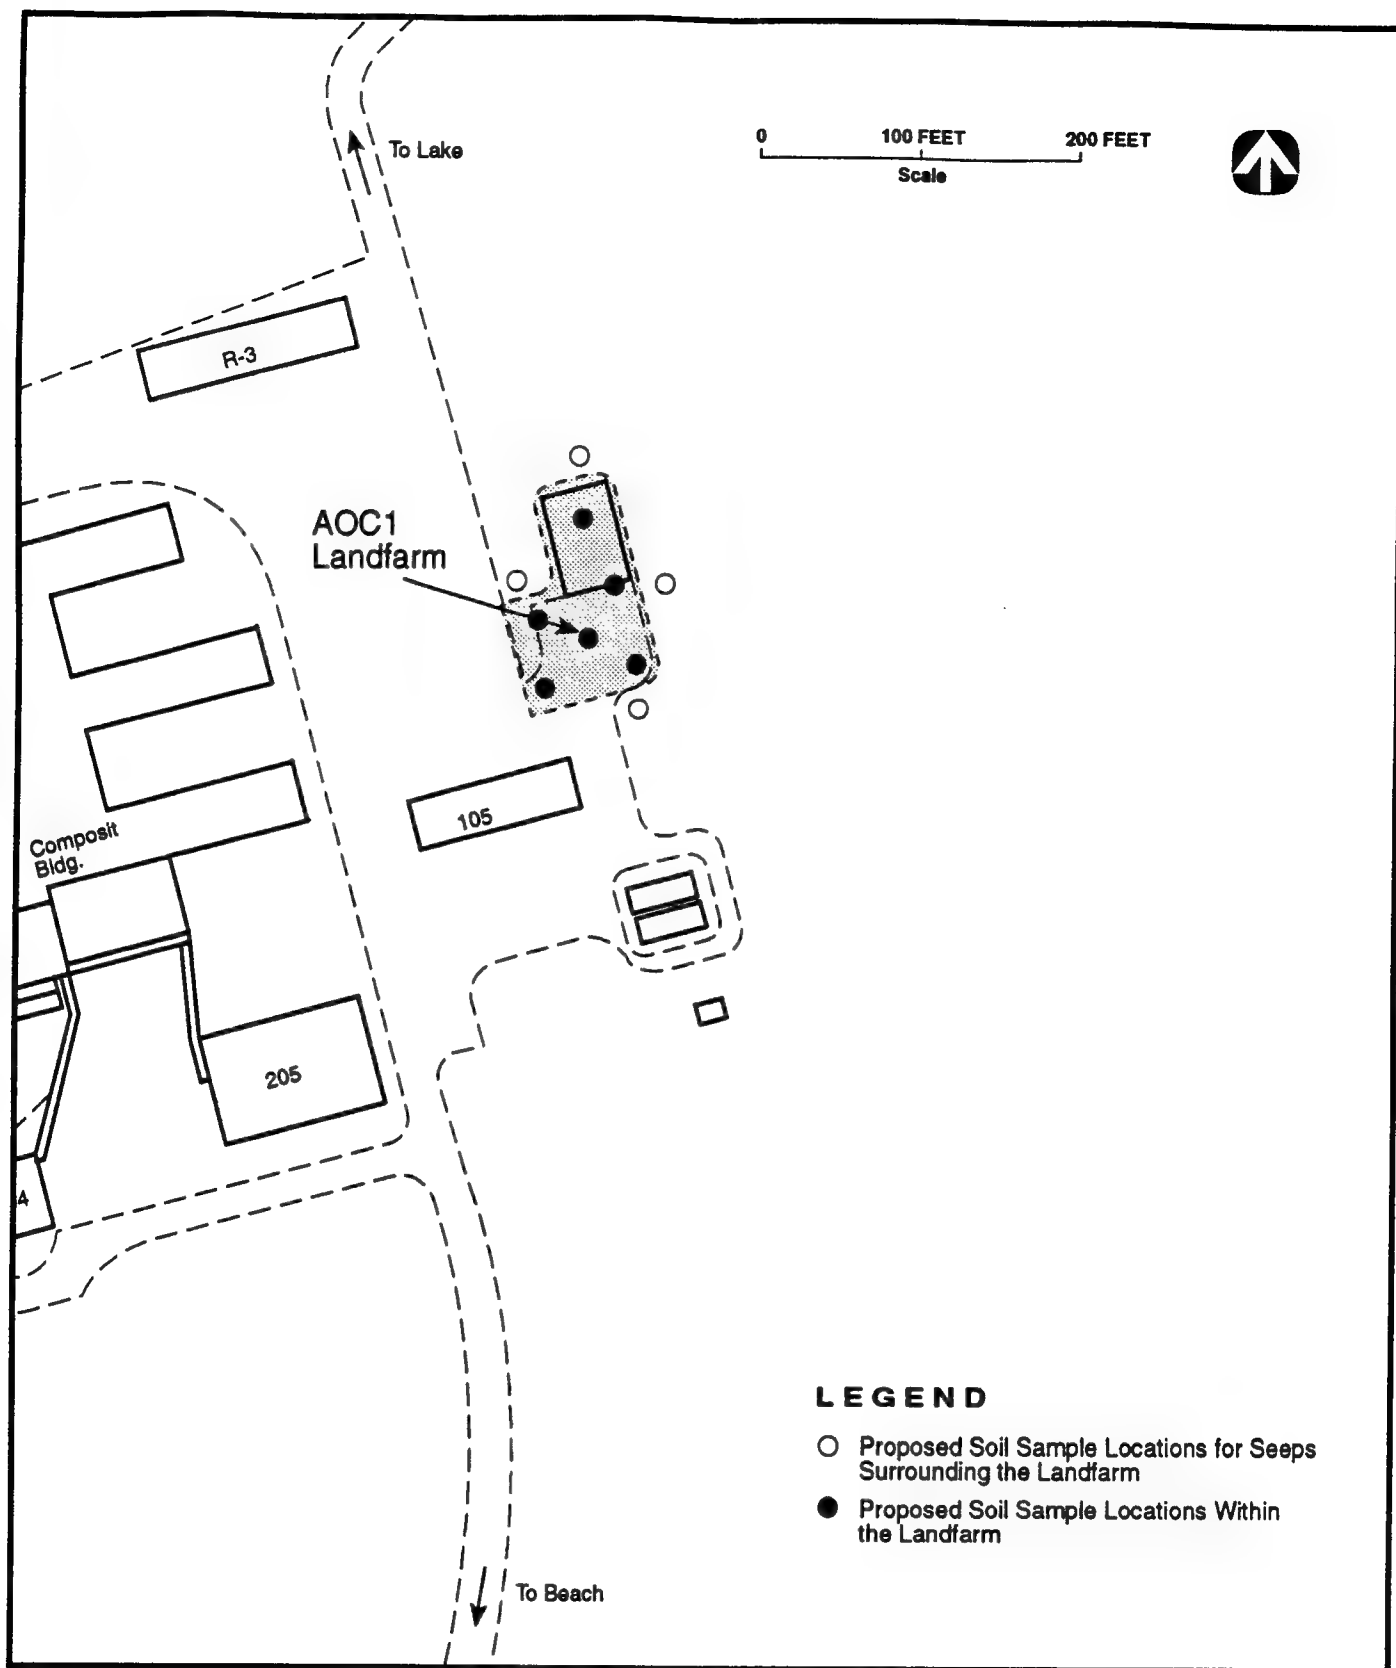 0 100 FEET 200 FEET
Scale
To Lake
R-3
AOC1
Landfarm
105
Composit
Bldg.
205
4
LEGEND
Proposed Soil Sample Locations for Seeps
Surrounding the Landfarm
Proposed Soil Sample Locations Within
the Landfarm
To Beach